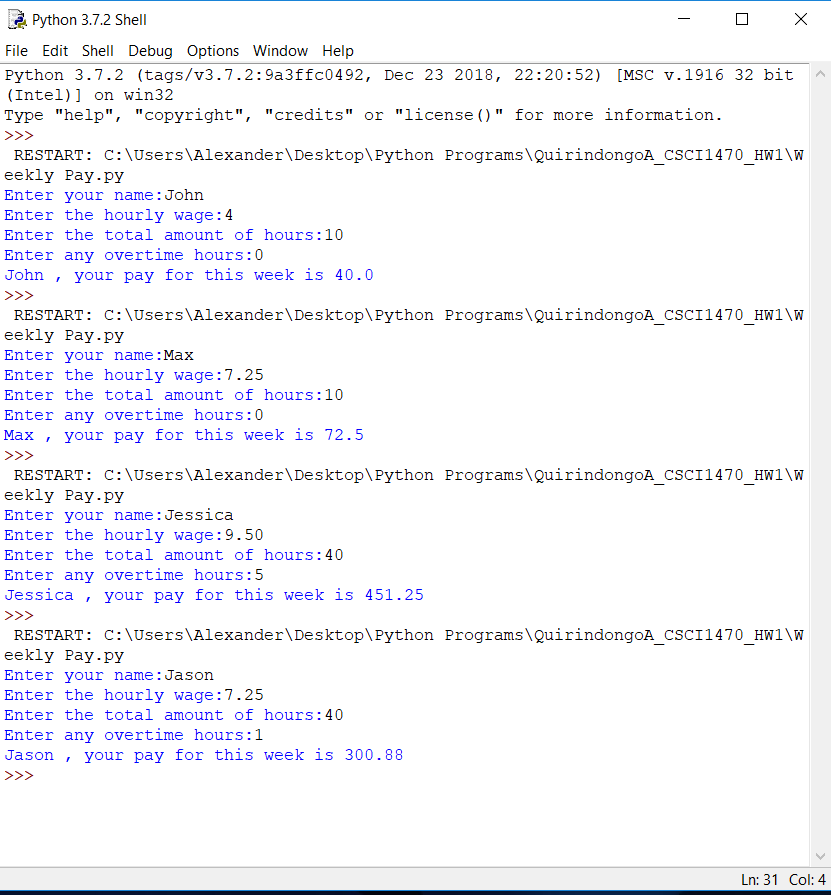 Python 3.7.2 Shell
File Edit Shell Debug Options Window Help
Python 3.7.2 (tags/v3.7.2:9a3ffc0492, Dec 23 2018, 22:20:52) [MSC v.1916 32 bit
(Intel)] on win32
Type "help", "copyright", "credits" or "license()" for more information.
>>>
 RESTART: C:\Users\Alexander\Desktop\Python Programs\QuirindongoA_CSCI1470_HW1\W
eekly Pay.py
Enter your name:John
Enter the hourly wage:4
Enter the total amount of hours:10
Enter any overtime hours:0
John , your pay for this week is 40.0
>>>
 RESTART: C:\Users\Alexander\Desktop\Python Programs\QuirindongoA_CSCI1470_HW1\W
eekly Pay.py
Enter your name:Max
Enter the hourly wage:7.25
Enter the total amount of hours:10
Enter any overtime hours:0
Max , your pay for this week is 72.5
>>>
 RESTART: C:\Users\Alexander\Desktop\Python Programs\QuirindongoA_CSCI1470_HW1\W
eekly Pay.py
Enter your name:Jessica
Enter the hourly wage:9.50
Enter the total amount of hours:40
Enter any overtime hours:5
Jessica , your pay for this week is 451.25
>>>
 RESTART: C:\Users\Alexander\Desktop\Python Programs\QuirindongoA_CSCI1470_HW1\W
eekly Pay.py
Enter your name:Jason
Enter the hourly wage:7.25
Enter the total amount of hours:40
Enter any overtime hours:1
Jason , your pay for this week is 300.88
>>>
Ln: 31 Col: 4